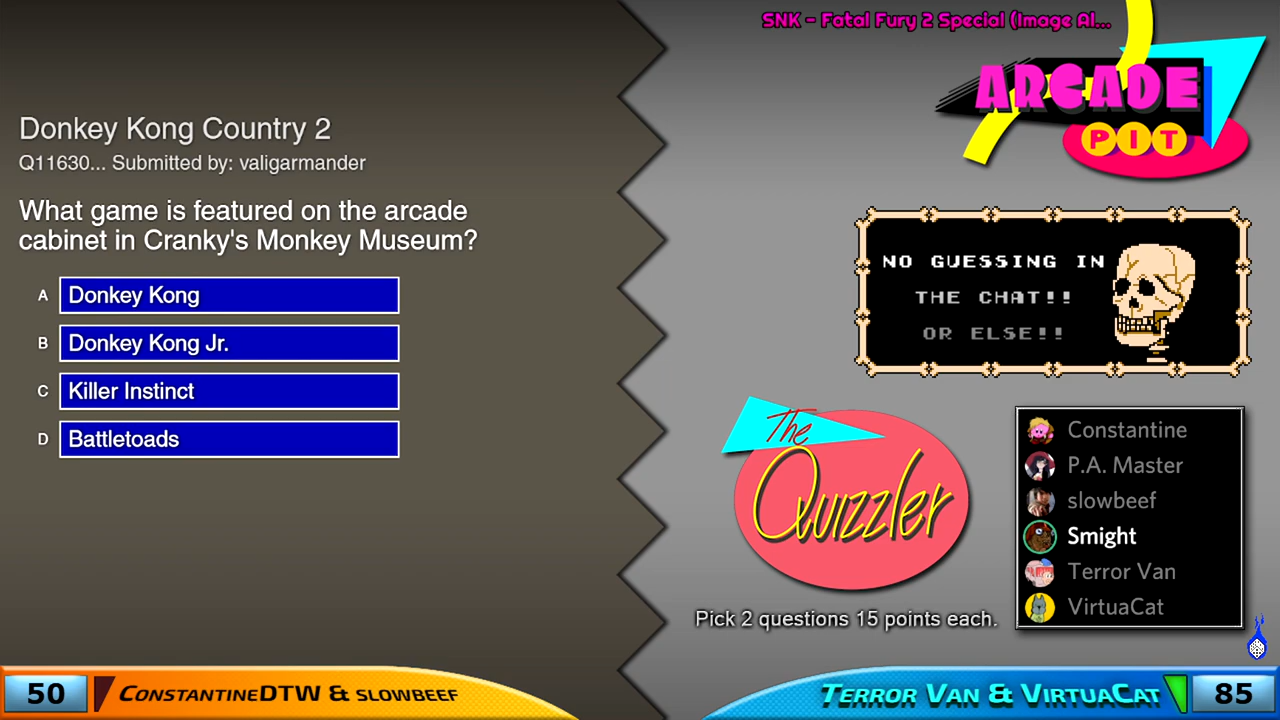 SNK - Fatal Fury 2 Special (Image Al...
ARCADE
PIT
Donkey Kong Country 2
Q11630... Submitted by: valigarmander
What game is featured on the arcade
cabinet in Cranky's Monkey Museum?
A Donkey Kong
B Donkey Kong Jr.
C Killer Instinct
D Battletoads
NO GUESSING IN
THE CHAT!!
OR ELSE!!
The
Quizzler
Pick 2 questions 15 points each.
Constantine
P.A. Master
slowbeef
Smight
Terror Van
VirtuaCat
50 ConstantineDTW & slowbeef
Terror Van & VirtuaCat 85